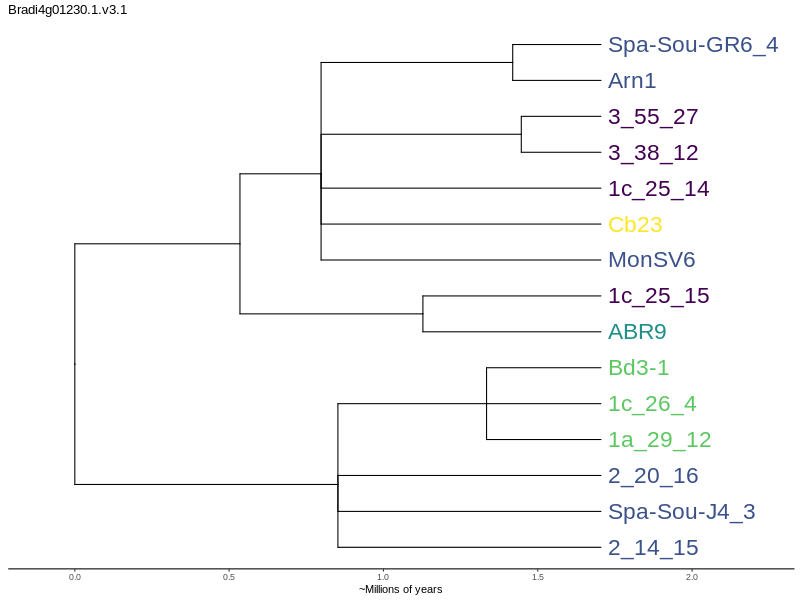 Bradi4g01230.1.v3.1
Spa-Sou-GR6_4
Arn1
3_55_27
3_38_12
1c_25_14
Cb23
MonSV6
1c_25_15
ABR9
Bd3-1
1c_26_4
1a_29_12
2_20_16
Spa-Sou-J4_3
2_14_15
0.0 0.5 1.0 1.5 2.0
~Millions of years